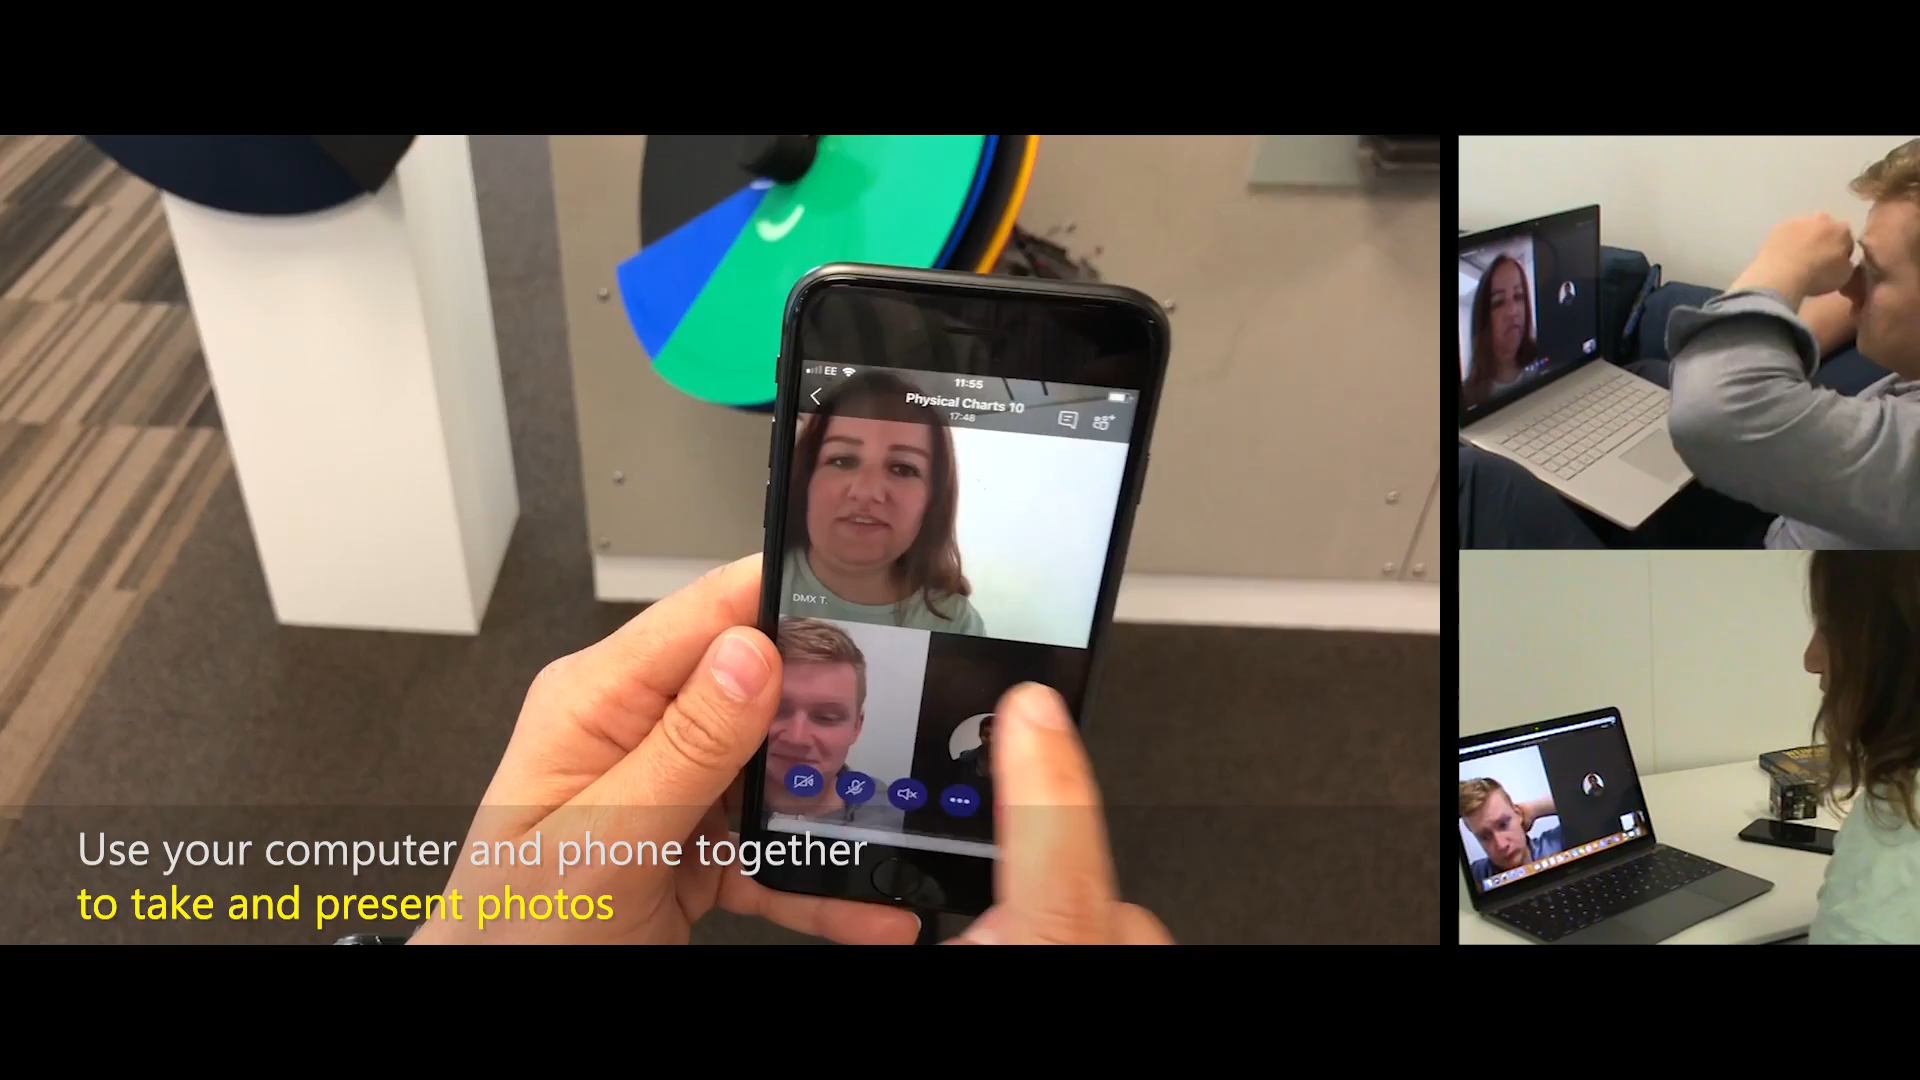 EE
11:55
Physical Charts 10
17:48
DMX T.
Use your computer and phone together
to take and present photos